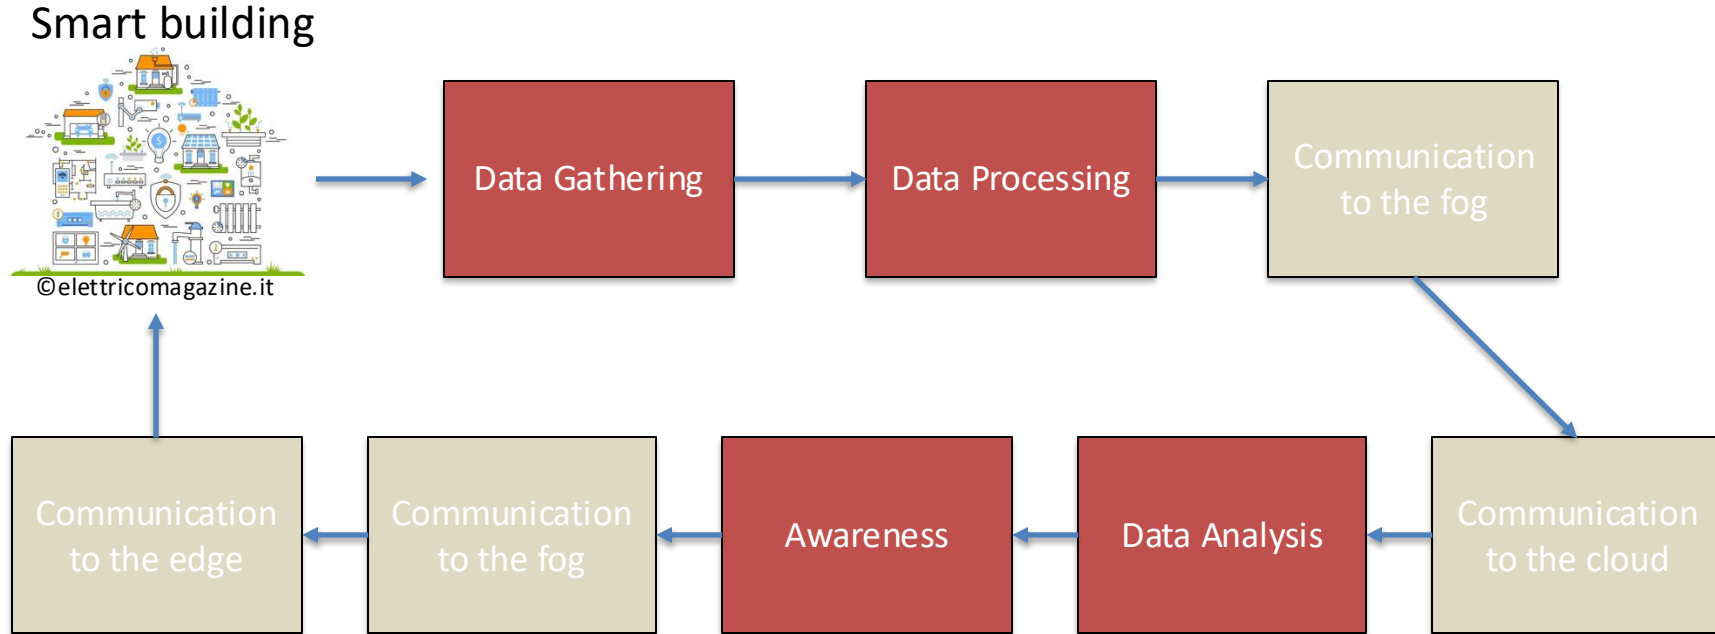 Smart building
©elettricomagazine.it
Data Gathering
Data Processing
Communication
to the fog
Communication
to the edge
Communication
to the fog
Awareness
Data Analysis
Communication
to the cloud